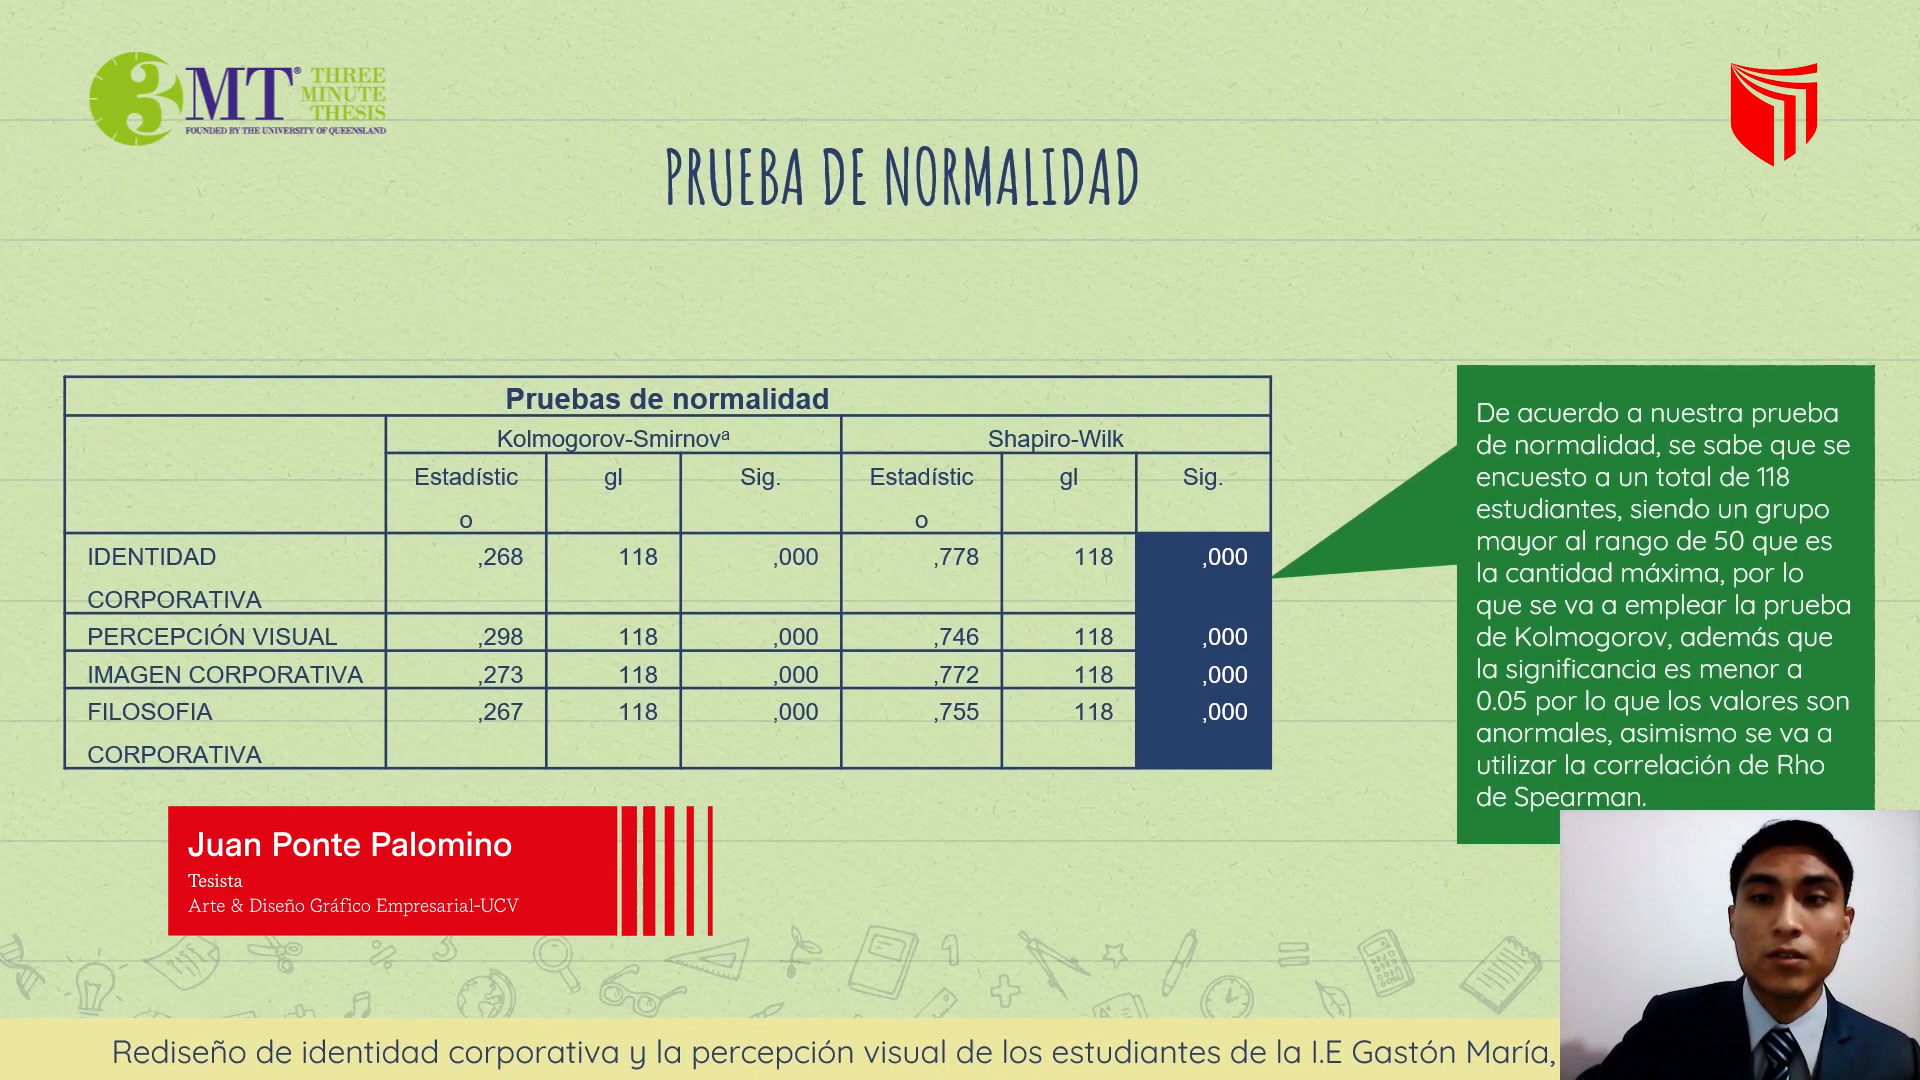 3MT® THREE
MINUTE
THESIS
FOUNDED BY THE UNIVERSITY OF QUEENSLAND
PRUEBA DE NORMALIDAD
Pruebas de normalidad
Kolmogorov-Smirnovª Shapiro-Wilk
Estadístic gl Sig. Estadístic gl Sig.
o o
IDENTIDAD ,268 118 ,000 ,778 118 ,000
CORPORATIVA
PERCEPCIÓN VISUAL ,298 118 ,000 ,746 118 ,000
IMAGEN CORPORATIVA ,273 118 ,000 ,772 118 ,000
FILOSOFIA ,267 118 ,000 ,755 118 ,000
CORPORATIVA
De acuerdo a nuestra prueba
de normalidad, se sabe que se
encuesto a un total de 118
estudiantes, siendo un grupo
mayor al rango de 50 que es
la cantidad máxima, por lo
que se va a emplear la prueba
de Kolmogorov, además que
la significancia es menor a
0.05 por lo que los valores son
anormales, asimismo se va a
utilizar la correlación de Rho
de Spearman.
Juan Ponte Palomino
Tesista
Arte & Diseño Gráfico Empresarial-UCV
Rediseño de identidad corporativa y la percepción visual de los estudiantes de la I.E Gastón María,